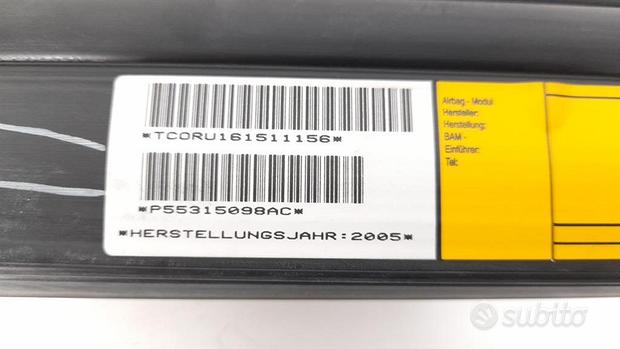 *TCORU161511156*
*P55315098AC*
*HERSTELLUNGSJAHR:2005*
Airbag - Modul
Hersteller:
Herstellung:
BAM -
Einführer:
Tel:
subito